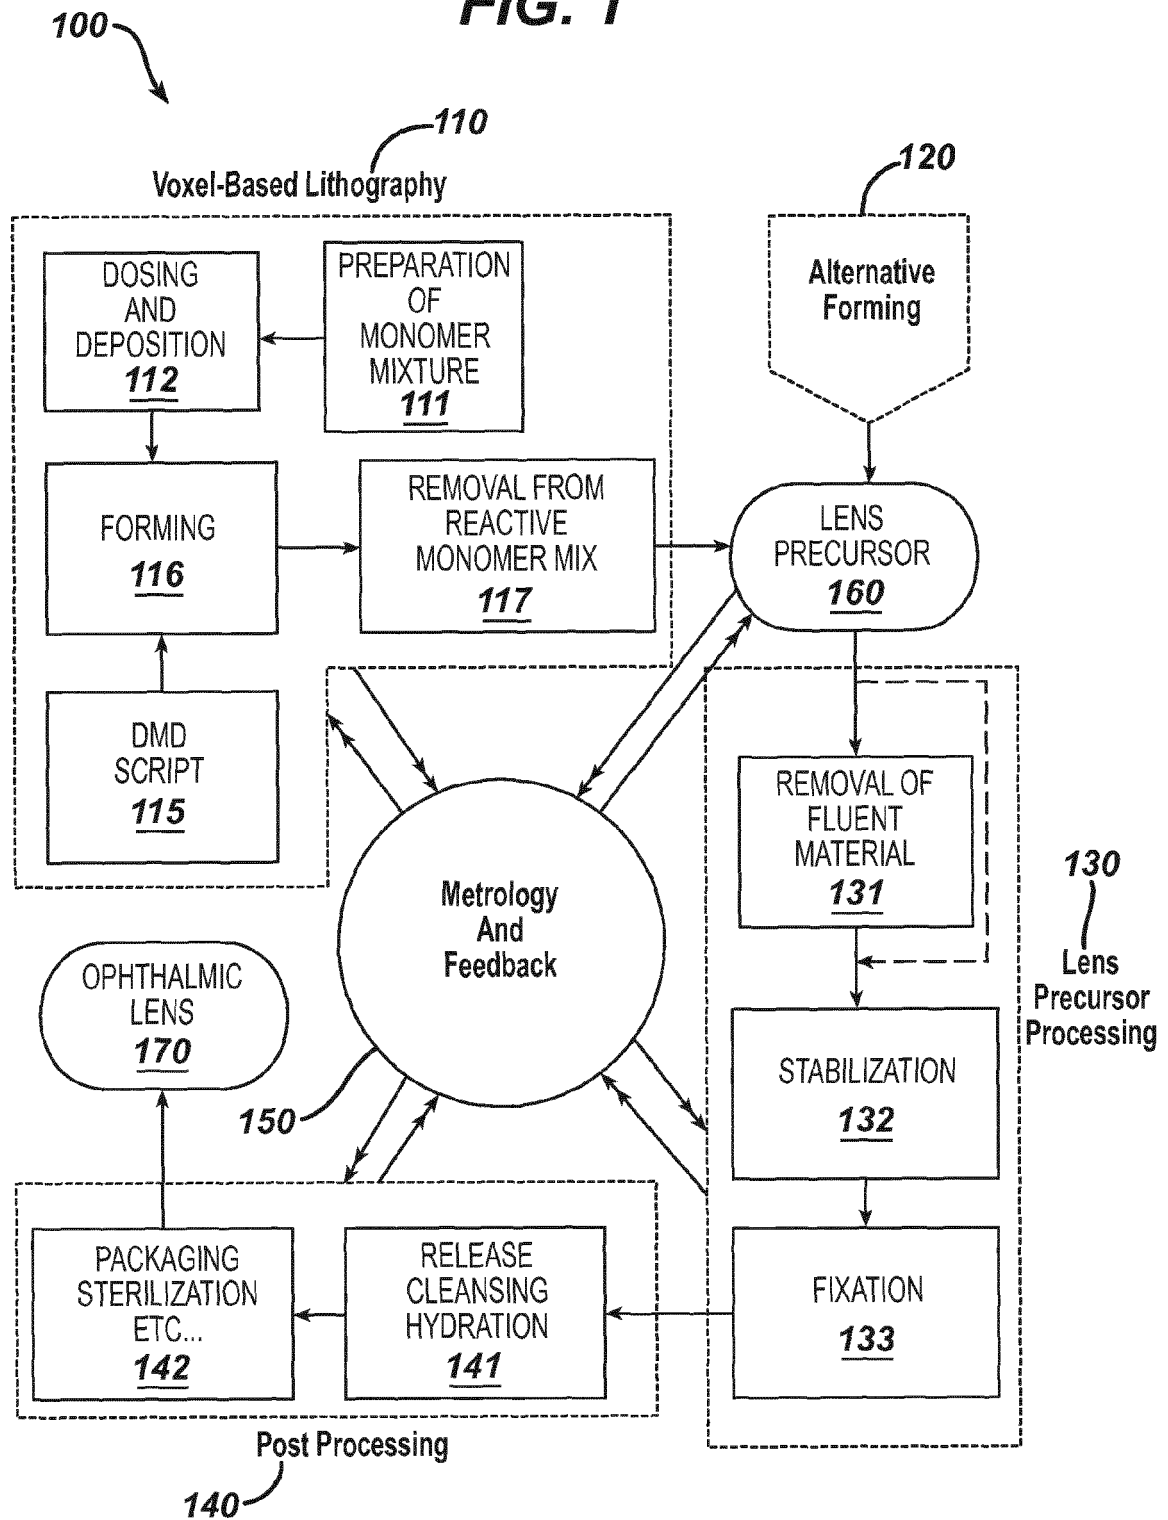 FIG. 1
100
110
Voxel-Based Lithography
120
DOSING
AND
DEPOSITION
112
PREPARATION
OF
MONOMER
MIXTURE
111
Alternative
Forming
FORMING
116
REMOVAL FROM
REACTIVE
MONOMER MIX
117
LENS
PRECURSOR
160
DMD
SCRIPT
115
REMOVAL OF
FLUENT
MATERIAL
131
130
Lens
Precursor
Processing
Metrology
And
Feedback
150
OPHTHALMIC
LENS
170
STABILIZATION
132
PACKAGING
STERILIZATION
ETC...
142
RELEASE
CLEANSING
HYDRATION
141
FIXATION
133
Post Processing
140